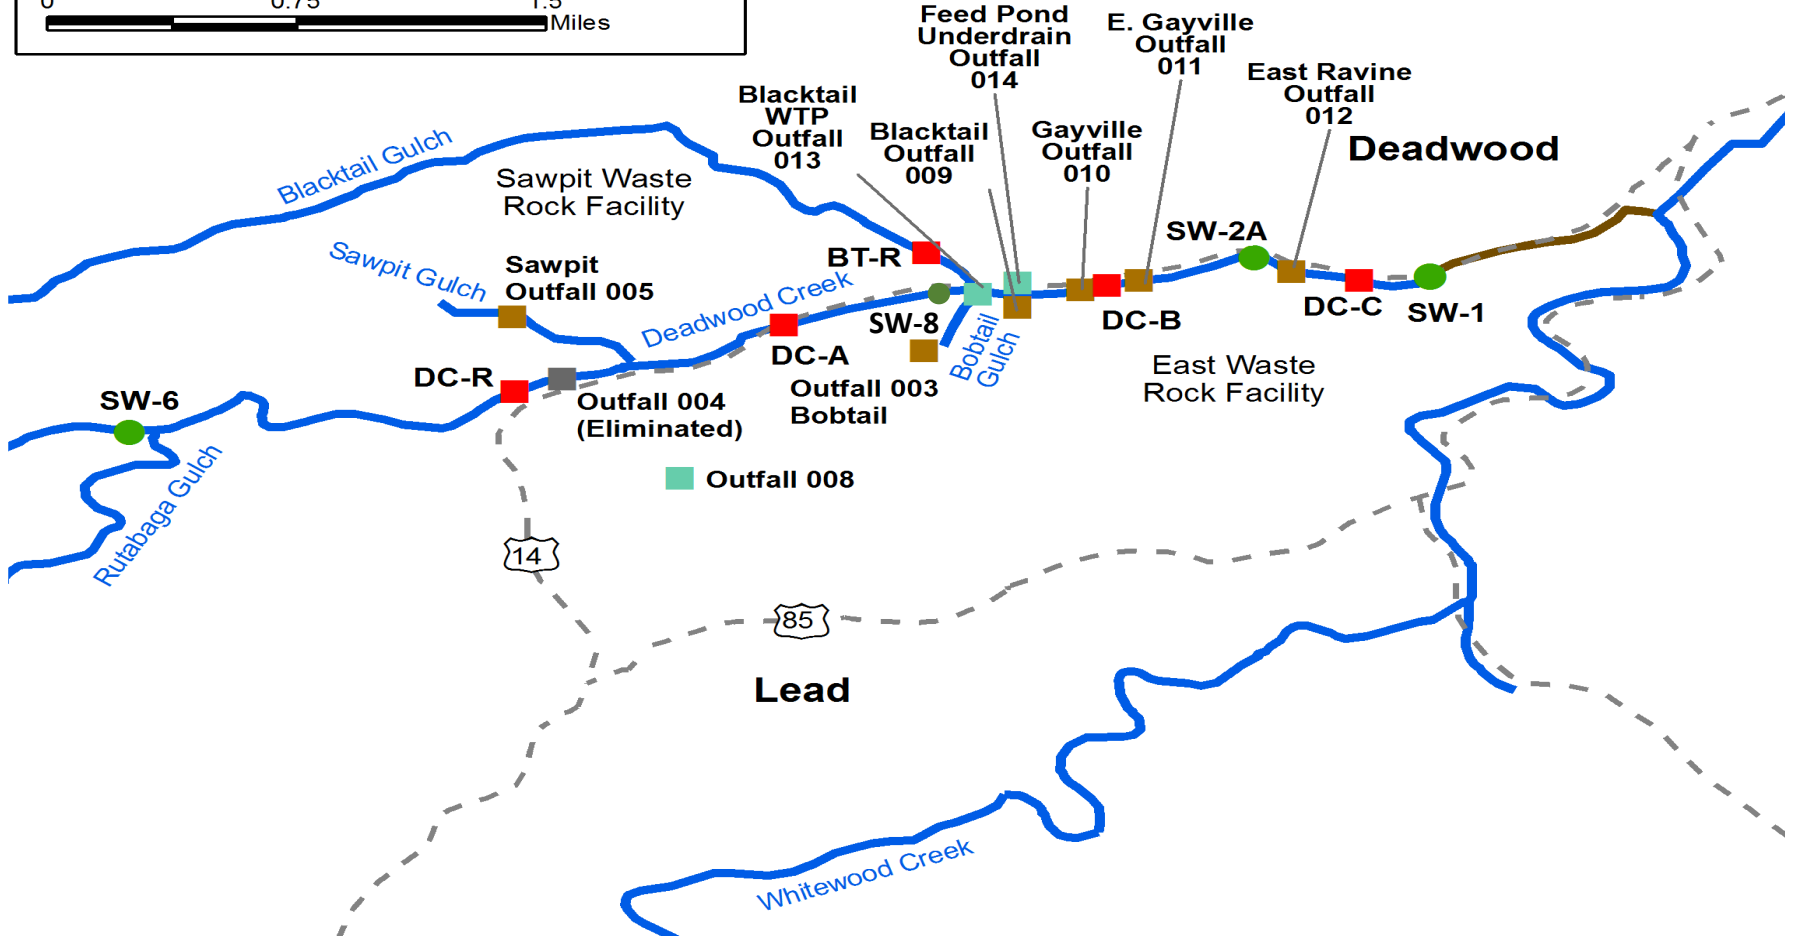 0 0.75 1.5
Miles
Feed Pond
Underdrain
Outfall
014
E. Gayville
Outfall
011
East Ravine
Outfall
012
Blacktail
WTP
Outfall
013
Blacktail
Outfall
009
Gayville
Outfall
010
Deadwood
Blacktail Gulch
Sawpit Waste
Rock Facility
Sawpit Gulch
Sawpit
Outfall 005
BT-R
SW-2A
Deadwood Creek
SW-8
DC-A
Bobtail
Gulch
DC-B
DC-C
SW-1
East Waste
Rock Facility
DC-R
SW-6
Outfall 004
(Eliminated)
Outfall 003
Bobtail
Rutabaga Gulch
Outfall 008
14
85
Lead
Whitewood Creek